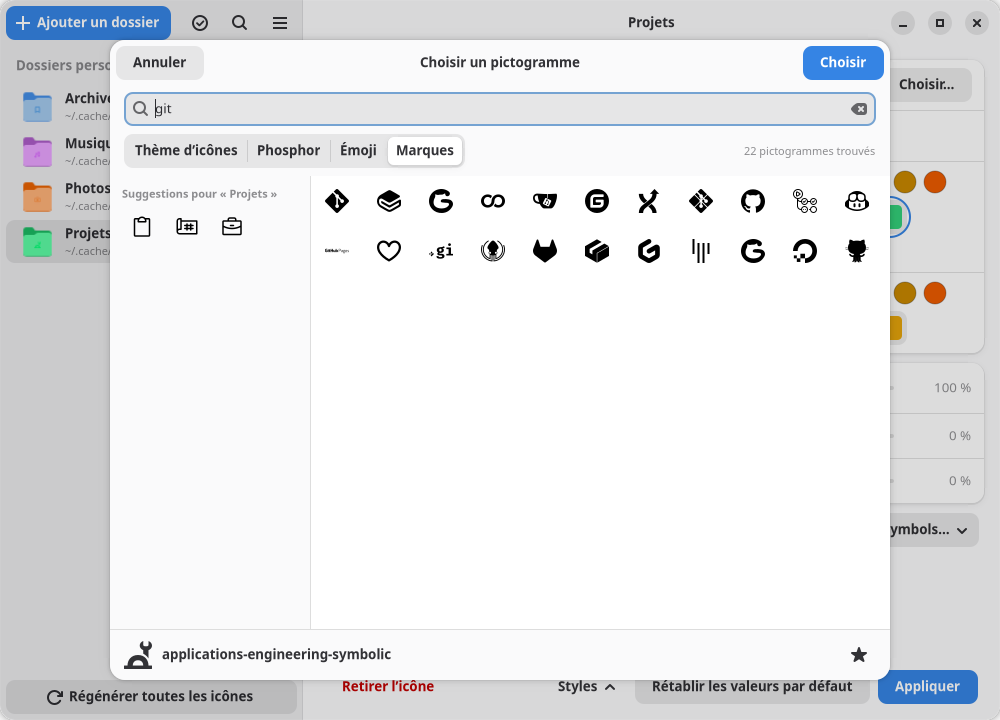 Ajouter un dossier
Projets
Dossiers perso
Annuler
Choisir un pictogramme
Choisir
Choisir...
Archive
~/.cache/
git
Musiqu
~/.cache/
Thème d'icônes
Phosphor
Émoji
Marques
22 pictogrammes trouvés
Photos
~/.cache/
Suggestions pour « Projets »
Projets
~/.cache/
.gi
100 %
0 %
0 %
ymbols...
applications-engineering-symbolic
Régénérer toutes les icônes
Retirer l'icône
Styles
Rétablir les valeurs par défaut
Appliquer